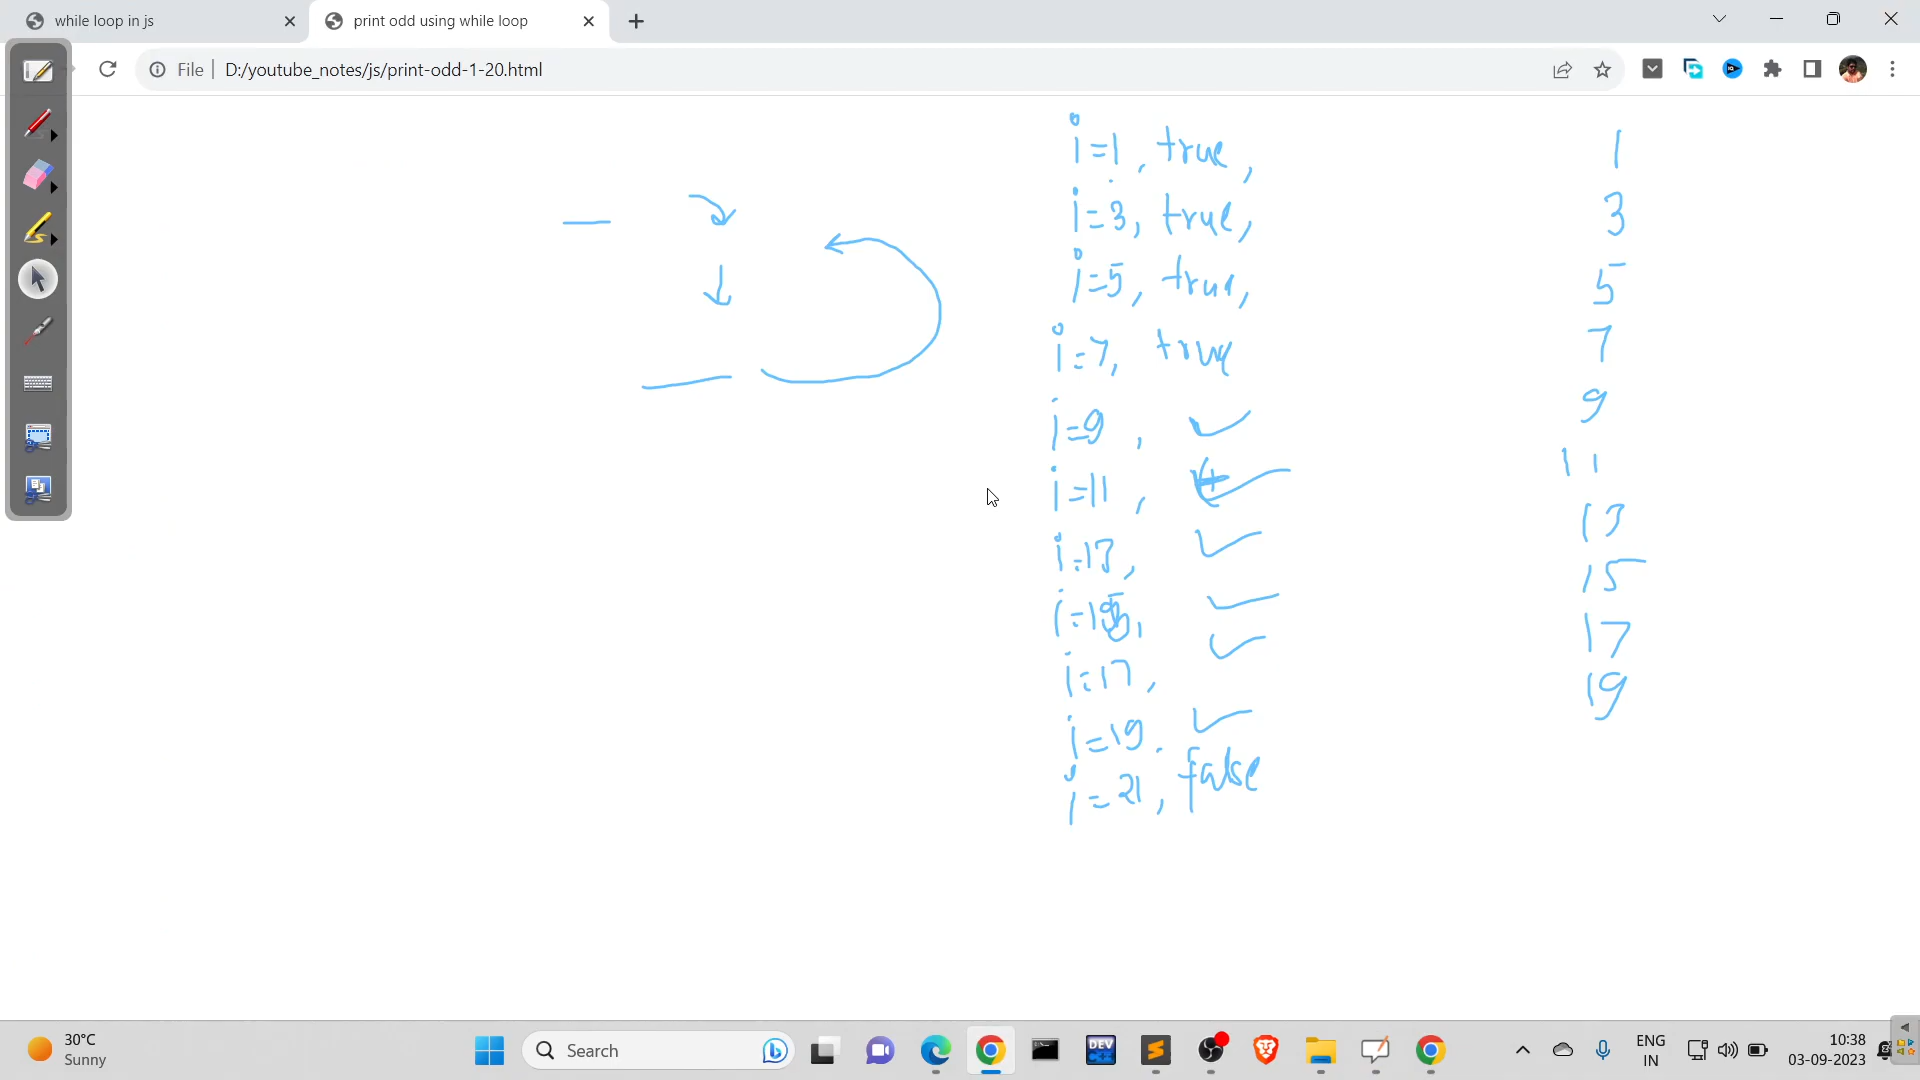 while loop in js
print odd using while loop
File
D:/youtube_notes/js/print-odd-1-20.html
i=1, true,
1
i=3, true,
3
i=5, true,
5
i=7, true
7
i=9, ✓
9
i=11, ✓
11
i=13, ✓
13
i=15, ✓
15
i=17, ✓
17
i=19. ✓
19
i=21, false
30°C
Sunny
Search
DEV
ENG
IN
10:38
03-09-2023